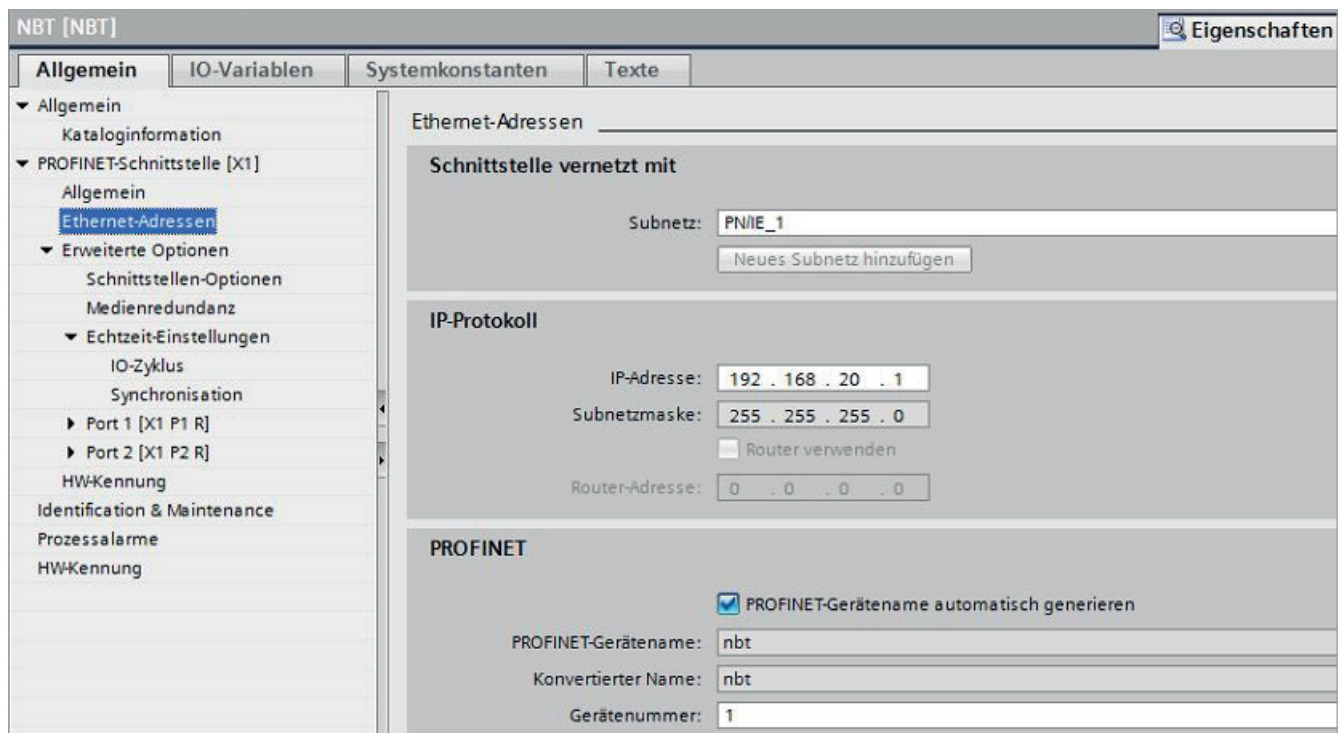 NBT [NBT]
Eigenschaften
Allgemein
IO-Variablen
Systemkonstanten
Texte
Allgemein
Kataloginformation
PROFINET-Schnittstelle [X1]
Allgemein
Ethernet-Adressen
Erweiterte Optionen
Schnittstellen-Optionen
Medienredundanz
Echtzeit-Einstellungen
IO-Zyklus
Synchronisation
Port 1 [X1 P1 R]
Port 2 [X1 P2 R]
HW-Kennung
Identification & Maintenance
Prozessalarme
HW-Kennung
Ethernet-Adressen
Schnittstelle vernetzt mit
Subnetz: PN/IE_1
Neues Subnetz hinzufügen
IP-Protokoll
IP-Adresse: 192 . 168 . 20 . 1
Subnetzmaske: 255 . 255 . 255 . 0
Router verwenden
Router-Adresse: 0 . 0 . 0 . 0
PROFINET
PROFINET-Gerätename automatisch generieren
PROFINET-Gerätename: nbt
Konvertierter Name: nbt
Gerätenummer: 1